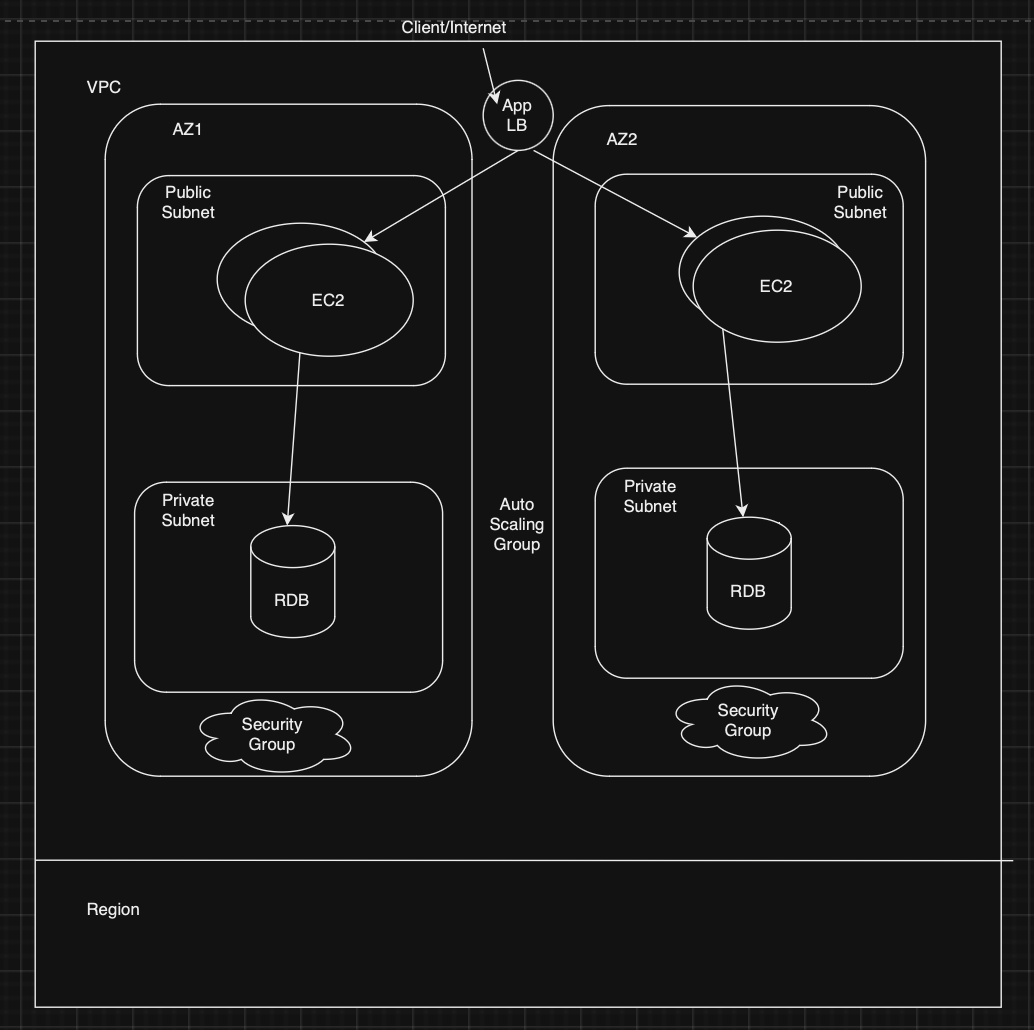 Client/Internet
VPC
App
LB
AZ1
AZ2
Public
Subnet
Public
Subnet
EC2
EC2
Private
Subnet
Auto
Scaling
Group
Private
Subnet
RDB
RDB
Security
Group
Security
Group
Region